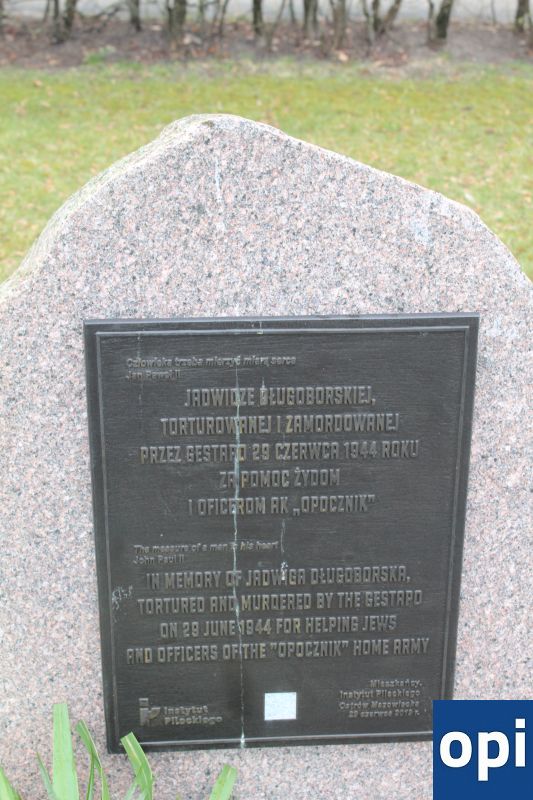 Człowieka trzeba mierzyć miarą serca
Jan Paweł II
JADWIDZE DŁUGOBORSKIEJ,
TORTUROWANEJ I ZAMORDOWANEJ
PRZEZ GESTAPO 29 CZERWCA 1944 ROKU
ZA POMOC ŻYDOM
I OFICEROM AK „OPOCZNIK”
The measure of a man is his heart
John Paul II
IN MEMORY OF JADWIGA DŁUGOBORSKA,
TORTURED AND MURDERED BY THE GESTAPO
ON 29 JUNE 1944 FOR HELPING JEWS
AND OFFICERS OF THE "OPOCZNIK" HOME ARMY
Mieszkańcy,
Instytut Pileckiego
Ostrów Mazowiecka
29 czerwca 2019 r.
Instytut
Pileckiego
opi